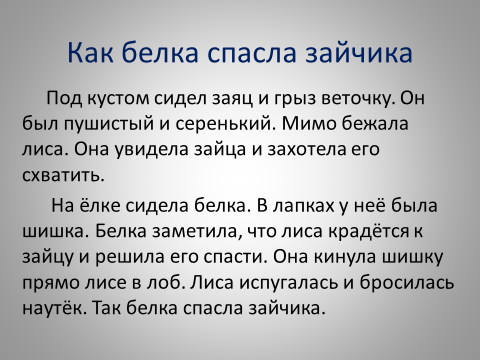 Как белка спасла зайчика
Под кустом сидел заяц и грыз веточку. Он
был пушистый и серенький. Мимо бежала
лиса. Она увидела зайца и захотела его
схватить.
На ёлке сидела белка. В лапках у неё была
шишка. Белка заметила, что лиса крадётся к
зайцу и решила его спасти. Она кинула шишку
прямо лисе в лоб. Лиса испугалась и бросилась
наутёк. Так белка спасла зайчика.